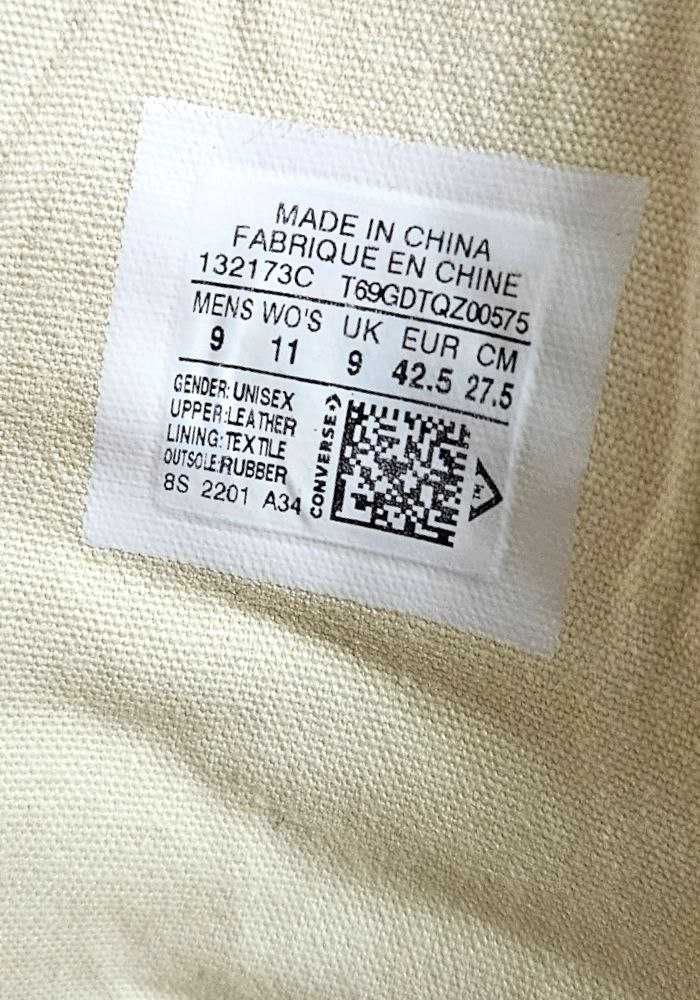 MADE IN CHINA
FABRIQUE EN CHINE
132173C T69GDTQZ00575
MENS WO'S UK EUR CM
9 11 9 42.5 27.5
GENDER: UNISEX
UPPER:LEATHER
LINING:TEXTILE
OUTSOLE:RUBBER
8S 2201 A34
CONVERSE